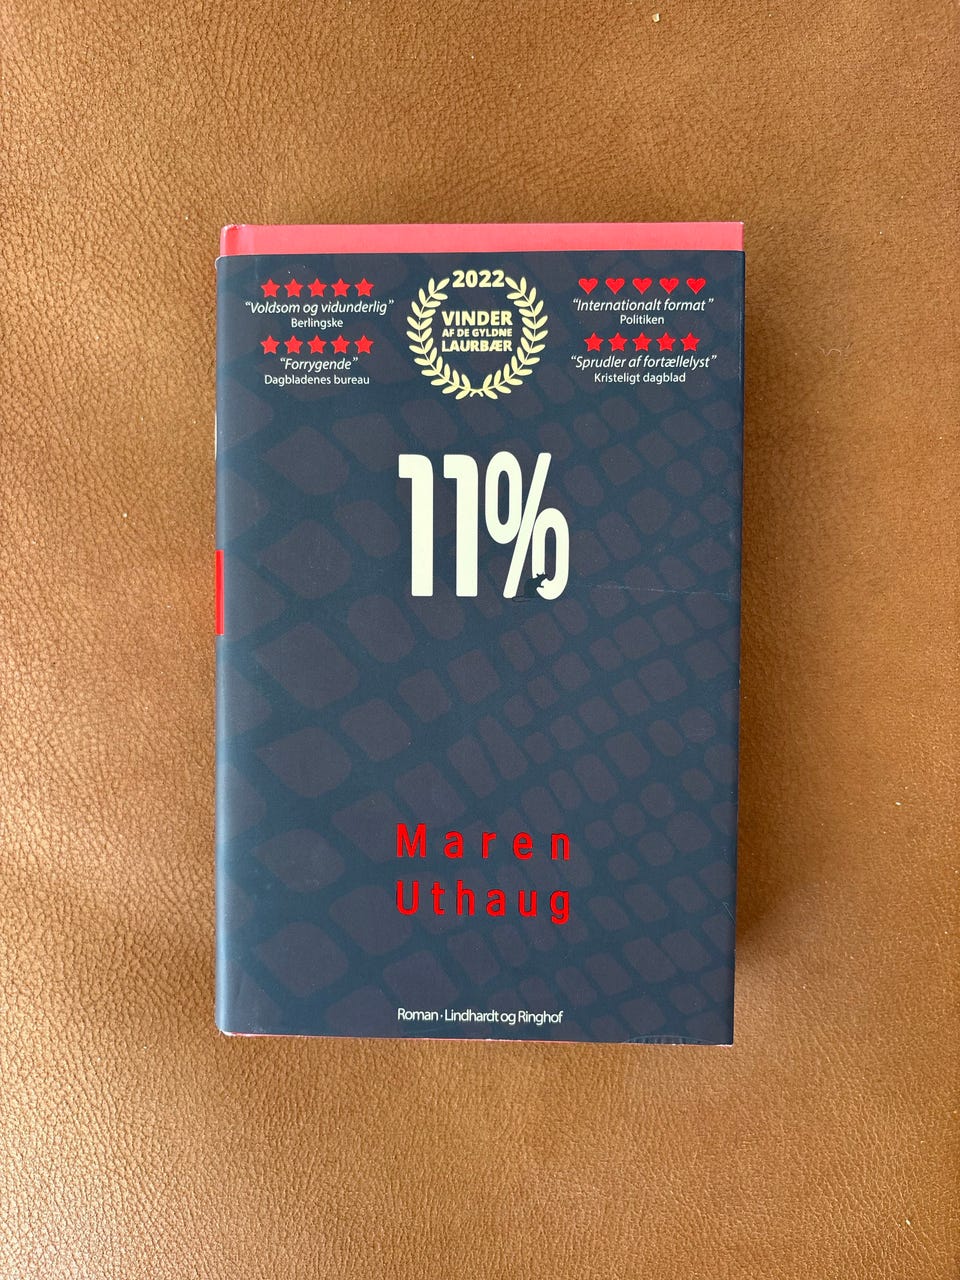 “Voldsom og vidunderlig”
Berlingske
“Forrygende”
Dagbladenes bureau
2022
VINDER
AF DE GYLDNE
LAURBÆR
“Internationalt format”
Politiken
“Sprudler af fortællelyst”
Kristeligt dagblad
11%
Maren
Uthaug
Roman · Lindhardt og Ringhof